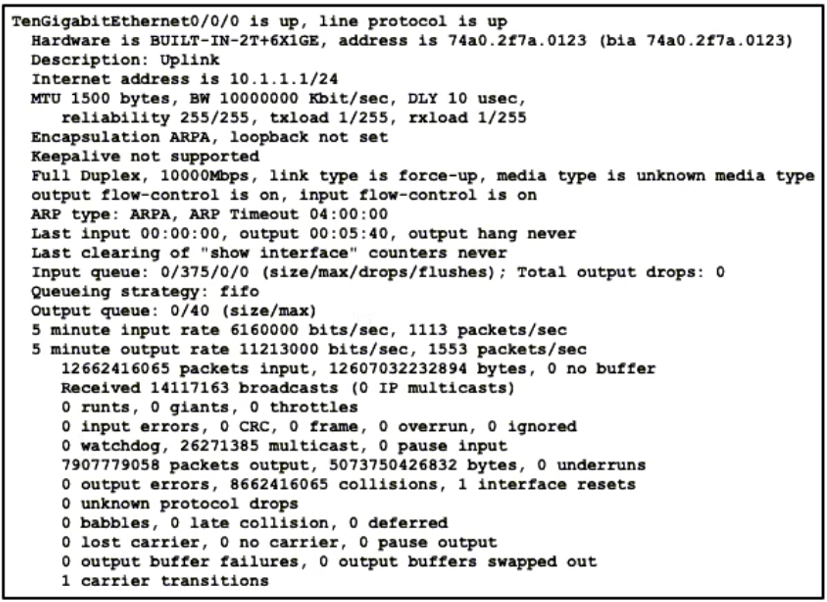 TenGigabitEthernet0/0/0 is up, line protocol is up
Hardware is BUILT-IN-2T+6X1GE, address is 74a0.2f7a.0123 (bia 74a0.2f7a.0123)
Description: Uplink
Internet address is 10.1.1.1/24
MTU 1500 bytes, BW 10000000 Kbit/sec, DLY 10 usec,
reliability 255/255, txload 1/255, rxload 1/255
Encapsulation ARPA, loopback not set
Keepalive not supported
Full Duplex, 10000Mbps, link type is force-up, media type is unknown media type
output flow-control is on, input flow-control is on
ARP type: ARPA, ARP Timeout 04:00:00
Last input 00:00:00, output 00:05:40, output hang never
Last clearing of "show interface" counters never
Input queue: 0/375/0/0 (size/max/drops/flushes); Total output drops: 0
Queueing strategy: fifo
Output queue: 0/40 (size/max)
5 minute input rate 6160000 bits/sec, 1113 packets/sec
5 minute output rate 11213000 bits/sec, 1553 packets/sec
12662416065 packets input, 12607032232894 bytes, 0 no buffer
Received 14117163 broadcasts (0 IP multicasts)
0 runts, 0 giants, 0 throttles
0 input errors, 0 CRC, 0 frame, 0 overrun, 0 ignored
0 watchdog, 26271385 multicast, 0 pause input
7907779058 packets output, 5073750426832 bytes, 0 underruns
0 output errors, 8662416065 collisions, 1 interface resets
0 unknown protocol drops
0 babbles, 0 late collision, 0 deferred
0 lost carrier, 0 no carrier, 0 pause output
0 output buffer failures, 0 output buffers swapped out
1 carrier transitions